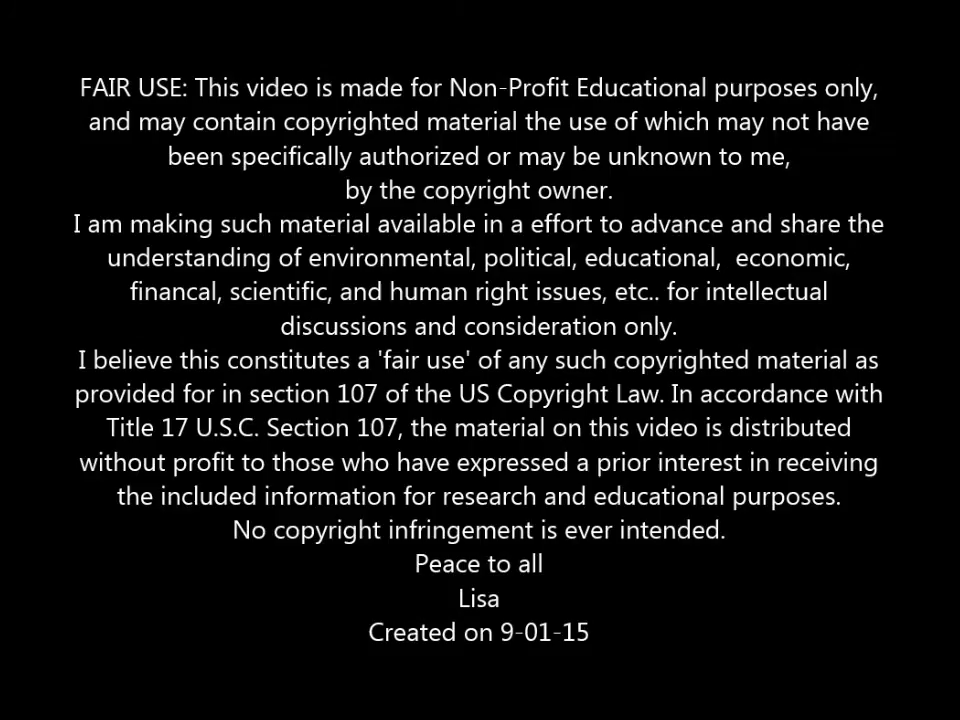 FAIR USE: This video is made for Non-Profit Educational purposes only,
and may contain copyrighted material the use of which may not have
been specifically authorized or may be unknown to me,
by the copyright owner.
I am making such material available in a effort to advance and share the
understanding of environmental, political, educational,  economic,
financal, scientific, and human right issues, etc.. for intellectual
discussions and consideration only.
I believe this constitutes a 'fair use' of any such copyrighted material as
provided for in section 107 of the US Copyright Law. In accordance with
Title 17 U.S.C. Section 107, the material on this video is distributed
without profit to those who have expressed a prior interest in receiving
the included information for research and educational purposes.
No copyright infringement is ever intended.
Peace to all
Lisa
Created on 9-01-15